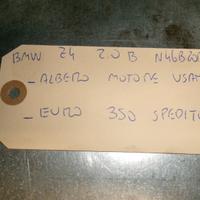 BMW Z4 2.0 B N46B20
- ALBERO MOTORE USATO
- EURO 350 SPEDITO